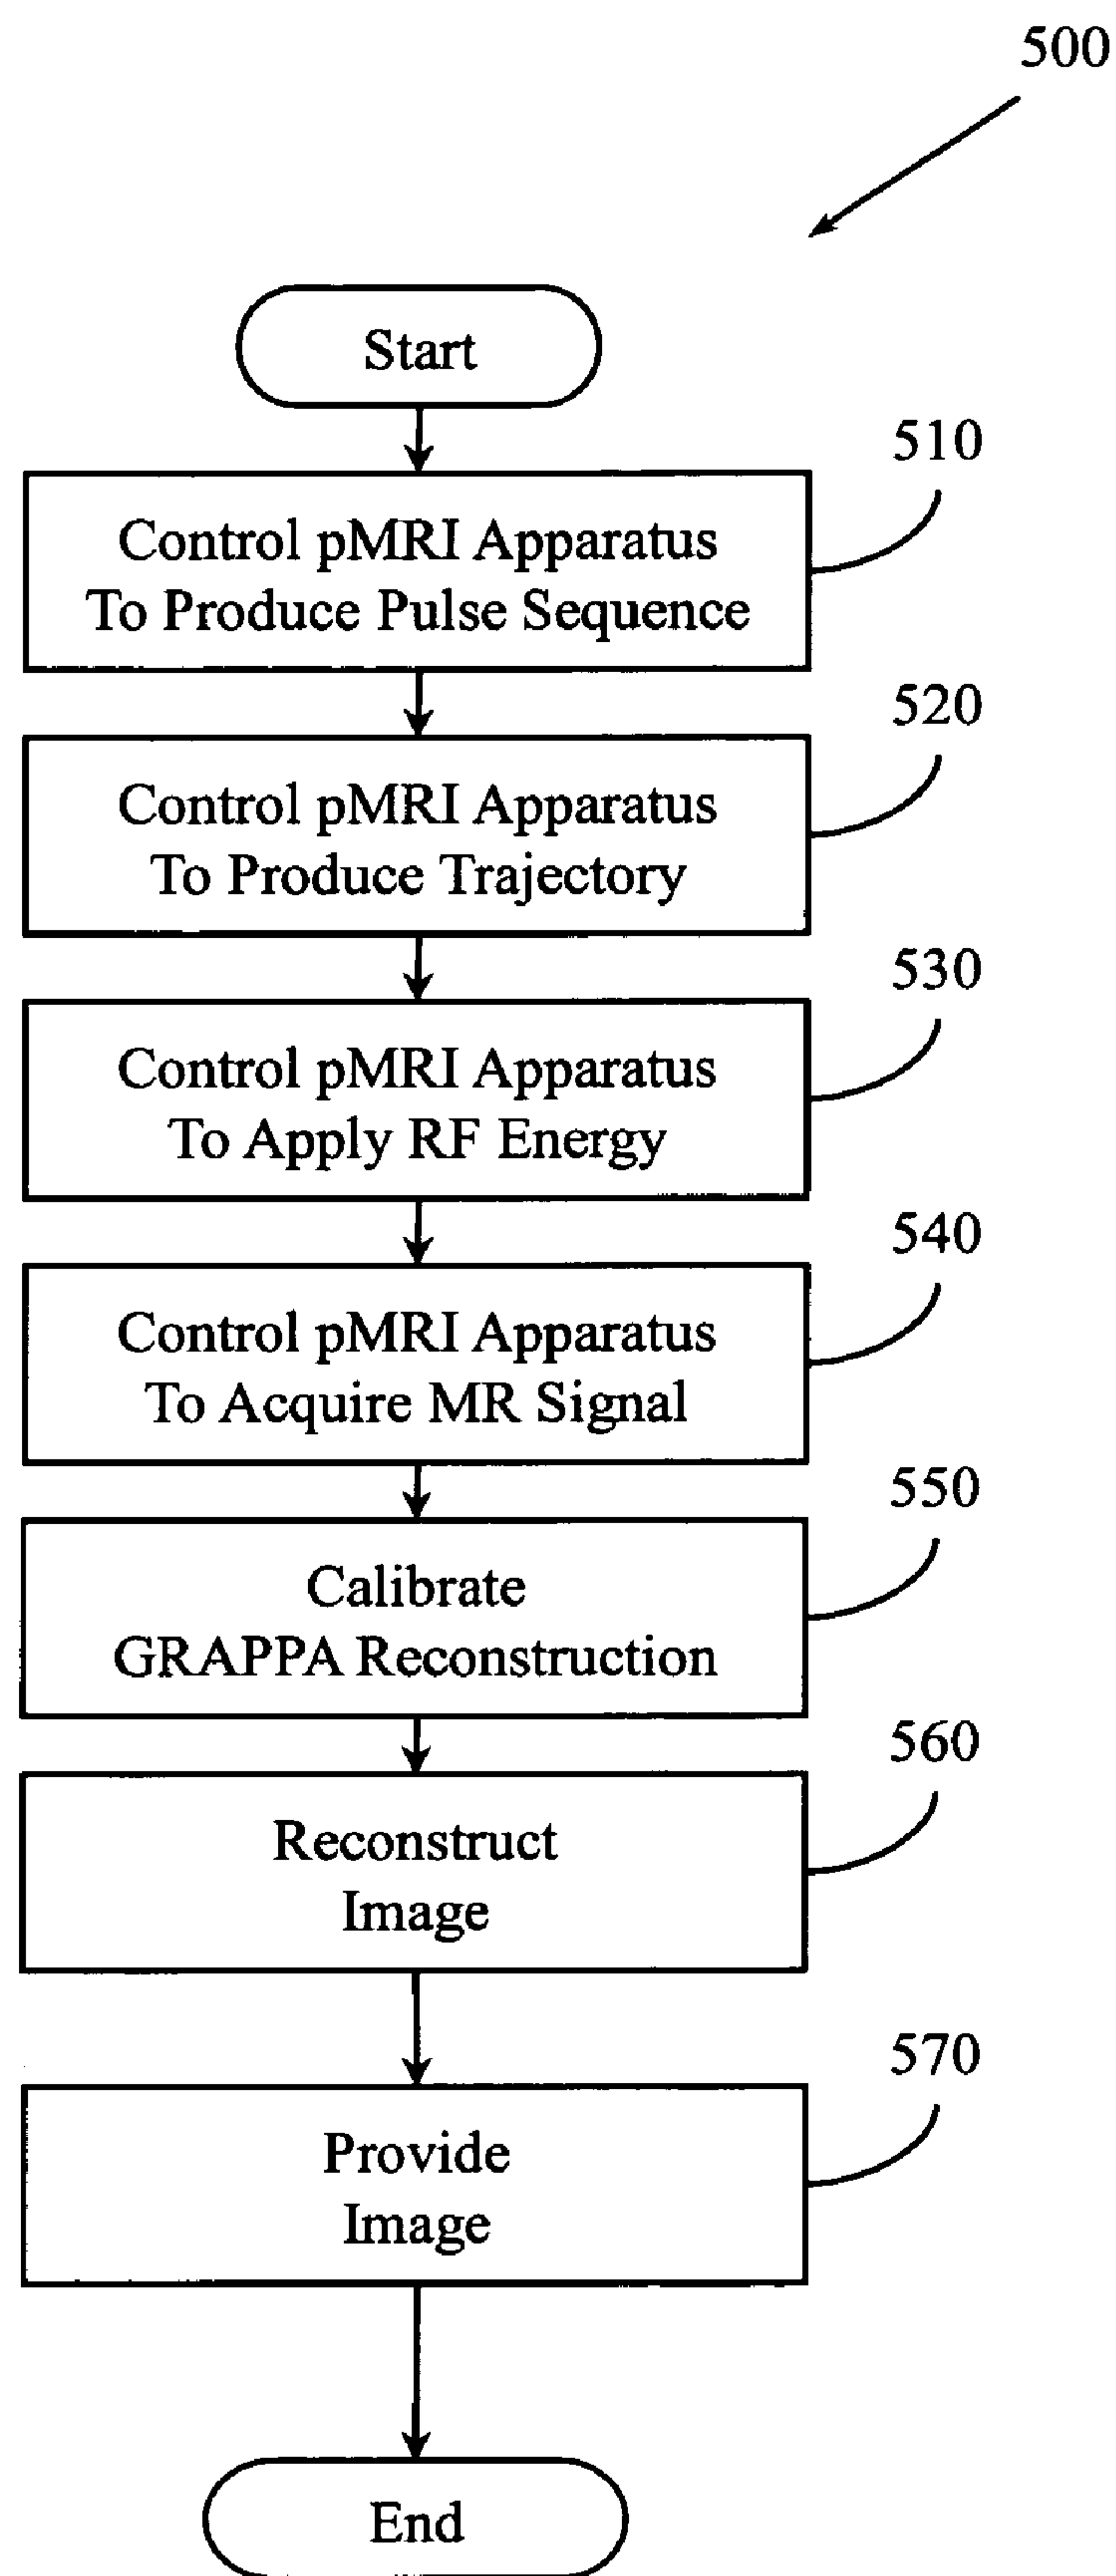 500
Start
510
Control pMRI Apparatus
To Produce Pulse Sequence
520
Control pMRI Apparatus
To Produce Trajectory
530
Control pMRI Apparatus
To Apply RF Energy
540
Control pMRI Apparatus
To Acquire MR Signal
550
Calibrate
GRAPPA Reconstruction
560
Reconstruct
Image
570
Provide
Image
End